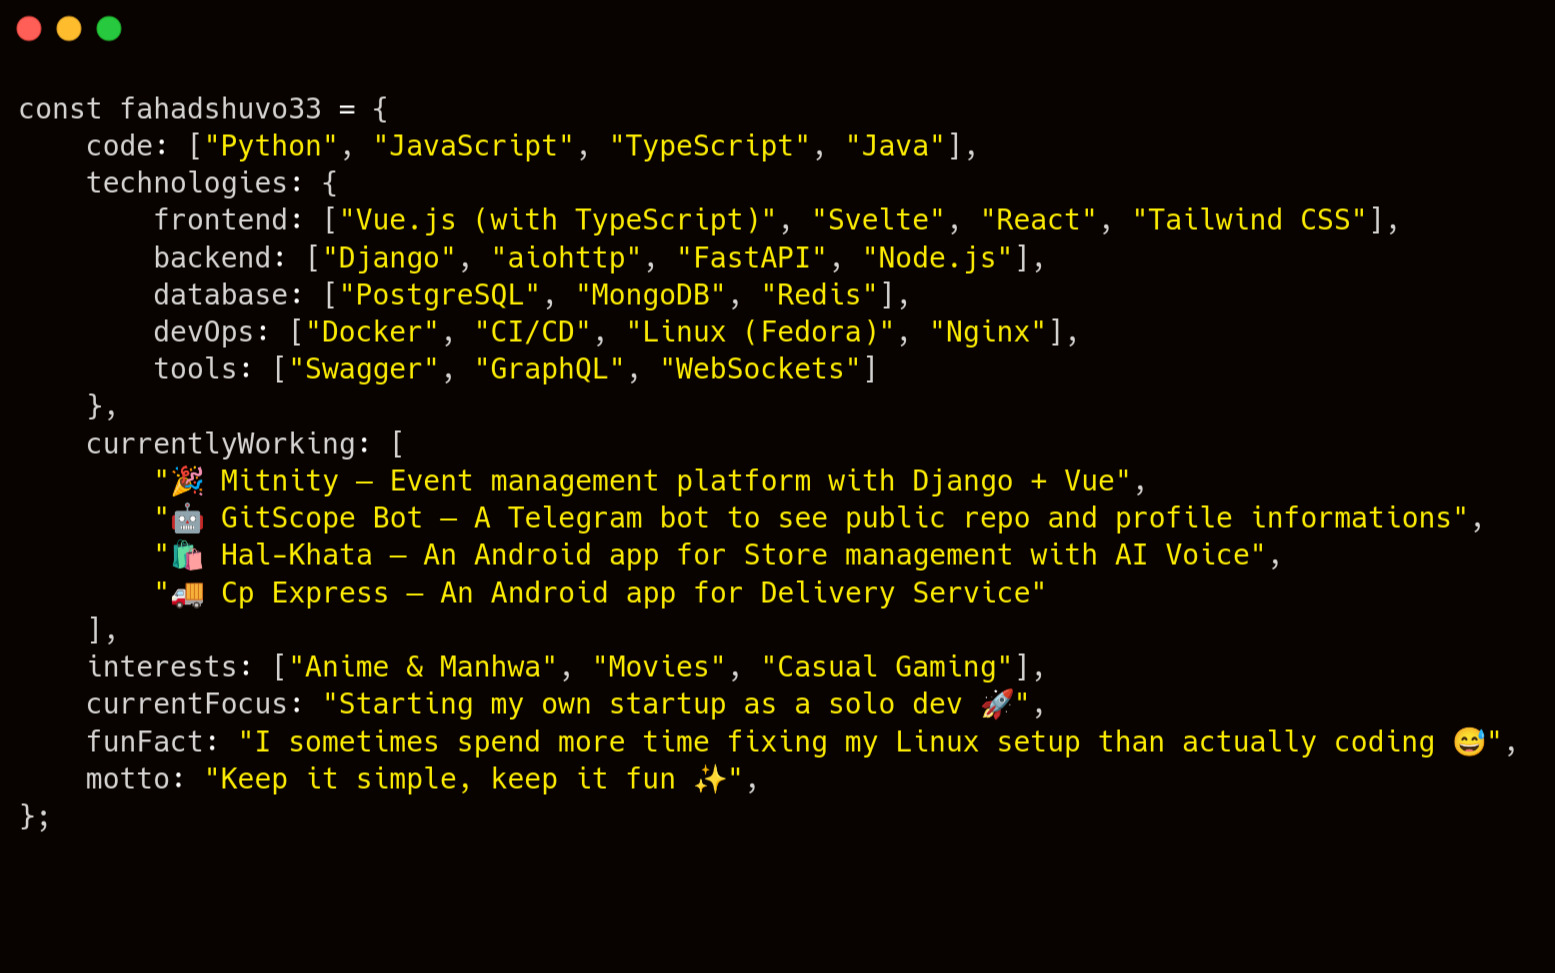 const fahadshuvo33 = {
    code: ["Python", "JavaScript", "TypeScript", "Java"],
    technologies: {
        frontend: ["Vue.js (with TypeScript)", "Svelte", "React", "Tailwind CSS"],
        backend: ["Django", "aiohttp", "FastAPI", "Node.js"],
        database: ["PostgreSQL", "MongoDB", "Redis"],
        devOps: ["Docker", "CI/CD", "Linux (Fedora)", "Nginx"],
        tools: ["Swagger", "GraphQL", "WebSockets"]
    },
    currentlyWorking: [
        "🎉 Mitnity – Event management platform with Django + Vue",
        "🤖 GitScope Bot – A Telegram bot to see public repo and profile informations",
        "🛍️ Hal-Khata – An Android app for Store management with AI Voice",
        "🚚 Cp Express – An Android app for Delivery Service"
    ],
    interests: ["Anime & Manhwa", "Movies", "Casual Gaming"],
    currentFocus: "Starting my own startup as a solo dev 🚀",
    funFact: "I sometimes spend more time fixing my Linux setup than actually coding 😅",
    motto: "Keep it simple, keep it fun ✨",
};